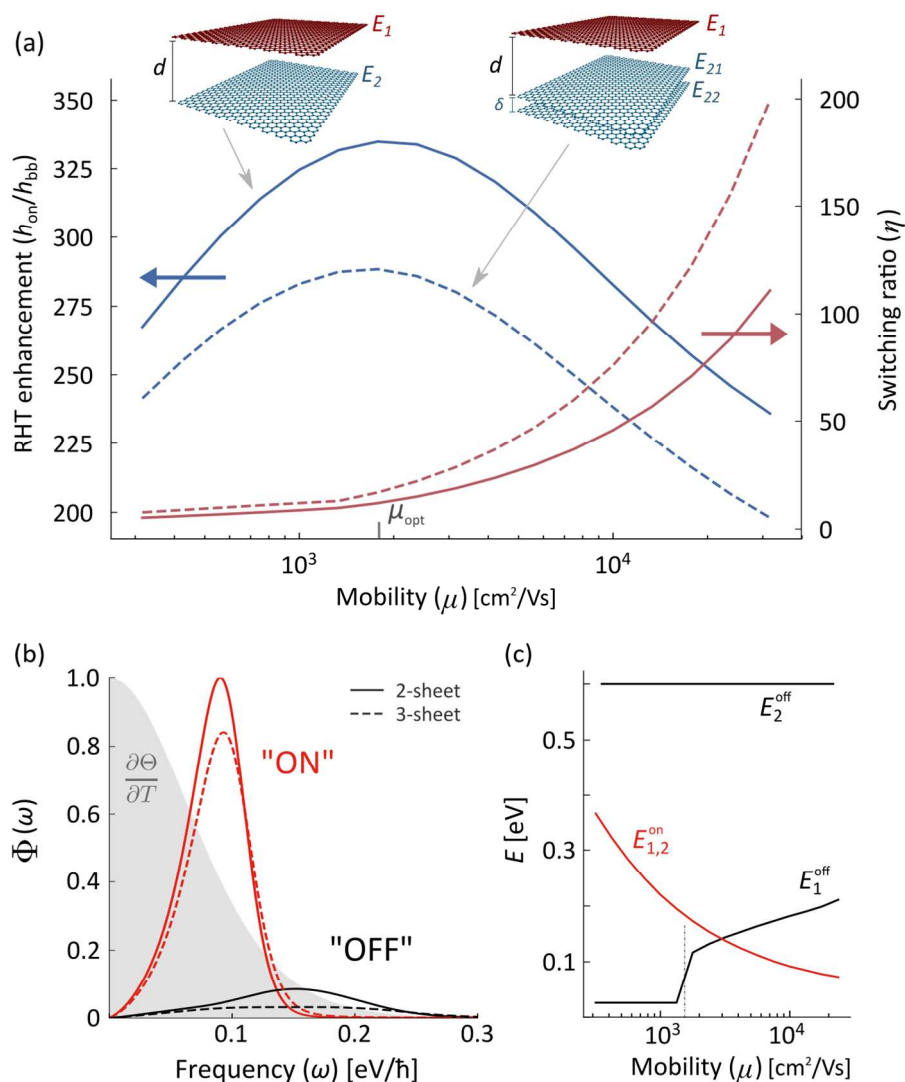 (a)
E1
d
E2
E1
d
E21
E22
δ
350
325
300
275
250
225
200
RHT enhancement (hon/hbb)
200
150
100
50
0
Switching ratio (η)
μopt
10³
10⁴
Mobility (μ) [cm²/Vs]
(b)
1.0
0.8
0.6
0.4
0.2
0
Φ(ω)
∂Θ
∂T
2-sheet
3-sheet
"ON"
"OFF"
0.1
0.2
0.3
Frequency (ω) [eV/ħ]
(c)
0.5
0.3
0.1
E [eV]
E2off
E1,2on
E1off
10³
10⁴
Mobility (μ) [cm²/Vs]